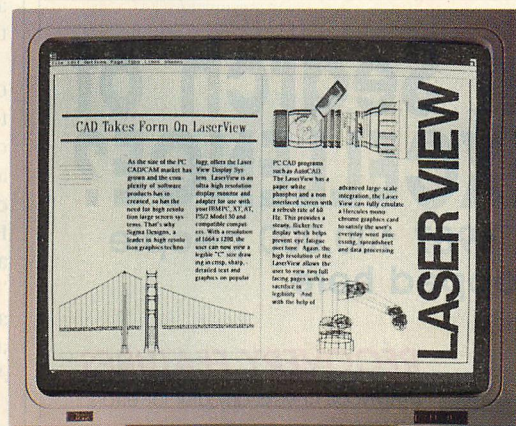 File Edit Options Page Type Lines Shades
CAD Takes Form On LaserView
As the size of the PC
CAD/CAM market has
grown and the com-
plexity of software
products has in-
creased, so has the
need for high resolu-
tion large screen sys-
tems. That's why
Sigma Designs, a
leader in high resolu-
tion graphics techno-
logy, offers the Laser
View Display Sys-
tem. LaserView is an
ultra high resolution
display monitor and
adapter for use with
your IBM PC, XT, AT,
PS/2 Model 30 and
compatible comput-
ers. With a resolution
of 1664 x 1200, the
user can now view a
legible "C" size draw-
ing in crisp, sharp,
detailed text and
graphics on popular
PC CAD programs
such as AutoCAD.
The LaserView has a
paper white
phosphor and a non
interlaced screen with
a refresh rate of 60
Hz. This provides a
steady, flicker free
display which helps
prevent eye fatigue
over time. Again, the
high resolution of the
LaserView allows the
user to view two full
facing pages with no
sacrifice in
legibility. And
with the help of
advanced large scale
integration, the Laser
View can fully emulate
a Hercules mono-
chrome graphics card
to satisfy the user's
everyday word pro-
cessing, spreadsheet
and data processing
LASER VIEW